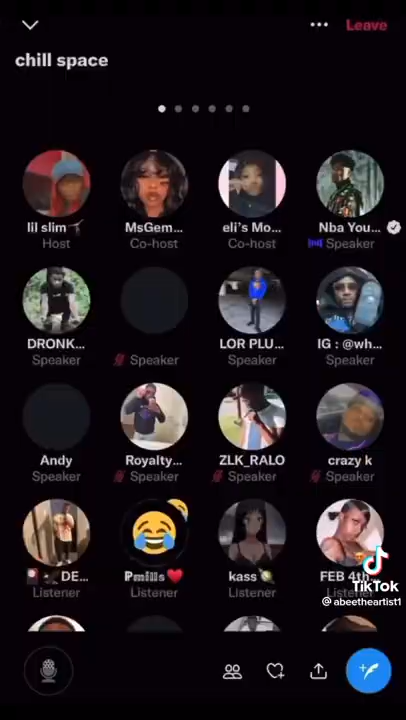 Leave
chill space
lil slim
MsGem...
eli's Mo...
Nba You...
Host
Co-host
Co-host
Speaker
DRONK...
LOR PLU...
IG : @wh...
Speaker
Speaker
Speaker
Speaker
Andy
Royalty...
ZLK_RALO
crazy k
Speaker
Speaker
Speaker
Speaker
DE...
Pmills
kass
FEB 4th...
Listener
Listener
Listener
Listener
TikTok
@abeetheartist1